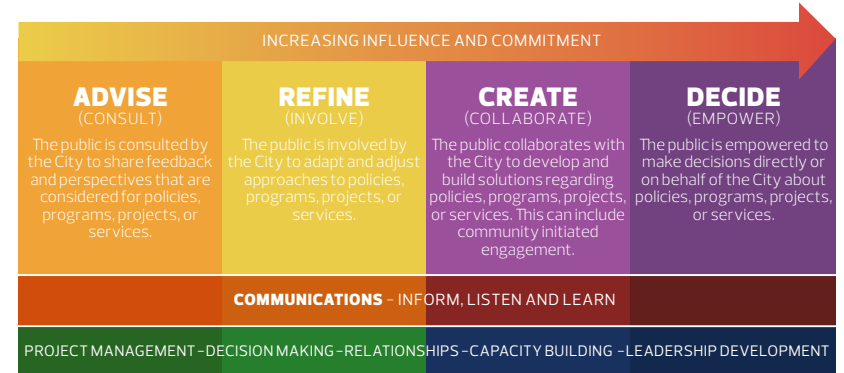 INCREASING INFLUENCE AND COMMITMENT
ADVISE
(CONSULT)
The public is consulted by
the City to share feedback
and perspectives that are
considered for policies,
programs, projects, or
services.
REFINE
(INVOLVE)
The public is involved by
the City to adapt and adjust
approaches to policies,
programs, projects, or
services.
CREATE
(COLLABORATE)
The public collaborates with
the City to develop and
build solutions regarding
policies, programs, projects,
or services. This can include
community initiated
engagement.
DECIDE
(EMPOWER)
The public is empowered to
make decisions directly or
on behalf of the City about
policies, programs, projects,
or services.
COMMUNICATIONS – INFORM, LISTEN AND LEARN
PROJECT MANAGEMENT –DECISION MAKING –RELATIONSHIPS –CAPACITY BUILDING –LEADERSHIP DEVELOPMENT